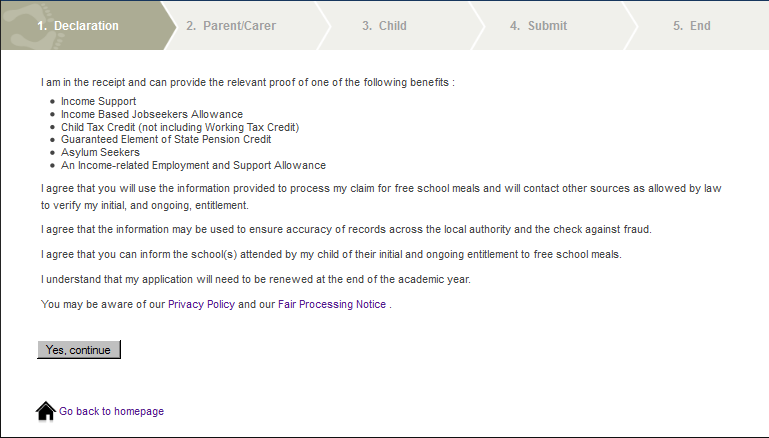 1. Declaration 2. Parent/Carer 3. Child 4. Submit 5. End
I am in the receipt and can provide the relevant proof of one of the following benefits :
Income Support
Income Based Jobseekers Allowance
Child Tax Credit (not including Working Tax Credit)
Guaranteed Element of State Pension Credit
Asylum Seekers
An Income-related Employment and Support Allowance
I agree that you will use the information provided to process my claim for free school meals and will contact other sources as allowed by law
to verify my initial, and ongoing, entitlement.
I agree that the information may be used to ensure accuracy of records across the local authority and the check against fraud.
I agree that you can inform the school(s) attended by my child of their initial and ongoing entitlement to free school meals.
I understand that my application will need to be renewed at the end of the academic year.
You may be aware of our Privacy Policy and our Fair Processing Notice .
Yes, continue
Go back to homepage